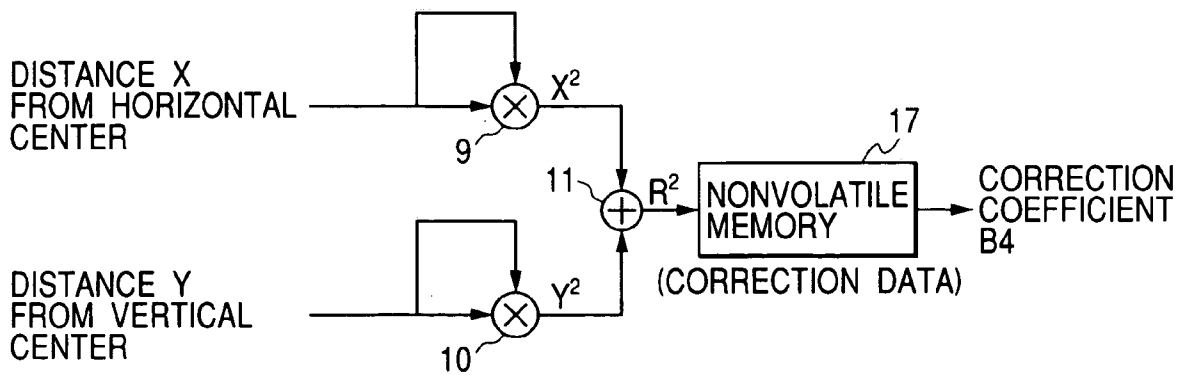 DISTANCE X
FROM HORIZONTAL
CENTER
X²
9
DISTANCE Y
FROM VERTICAL
CENTER
Y²
10
11
R²
17
NONVOLATILE
MEMORY
(CORRECTION DATA)
CORRECTION
COEFFICIENT
B4